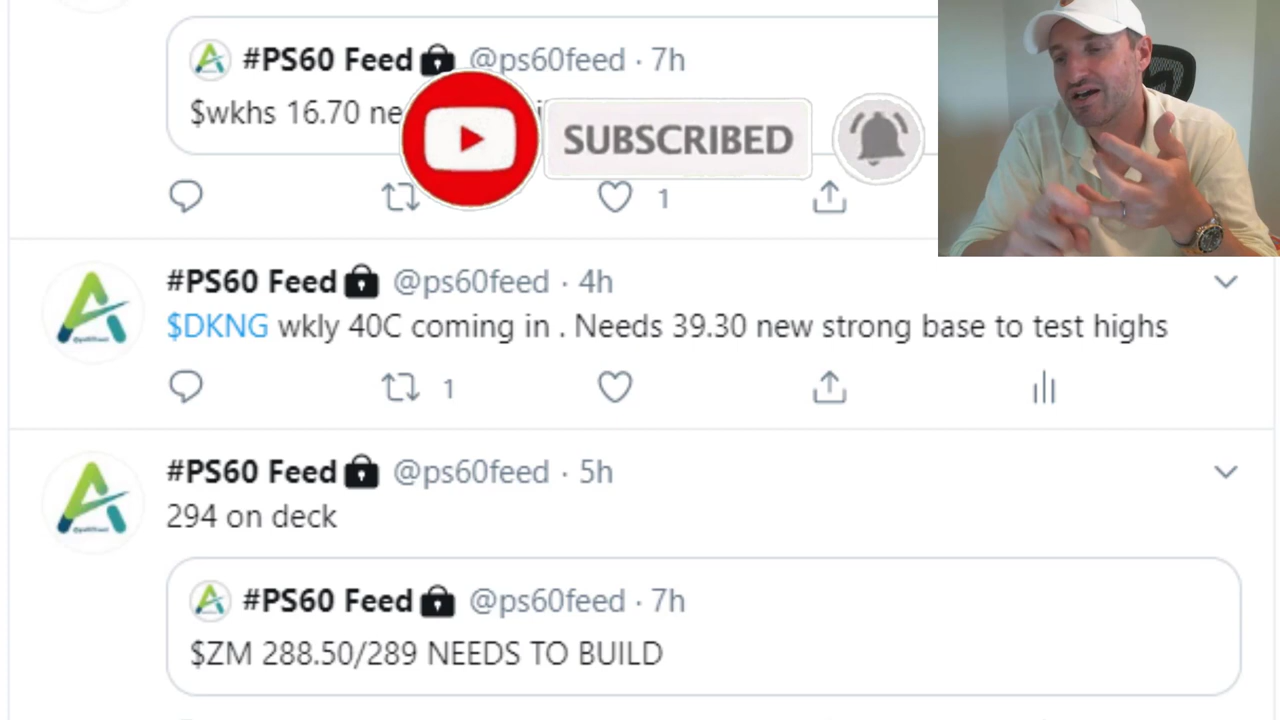 #PS60 Feed @ps60feed · 7h
$wkhs 16.70 ne
SUBSCRIBED
1
#PS60 Feed @ps60feed · 4h
$DKNG wkly 40C coming in . Needs 39.30 new strong base to test highs
1
#PS60 Feed @ps60feed · 5h
294 on deck
#PS60 Feed @ps60feed · 7h
$ZM 288.50/289 NEEDS TO BUILD